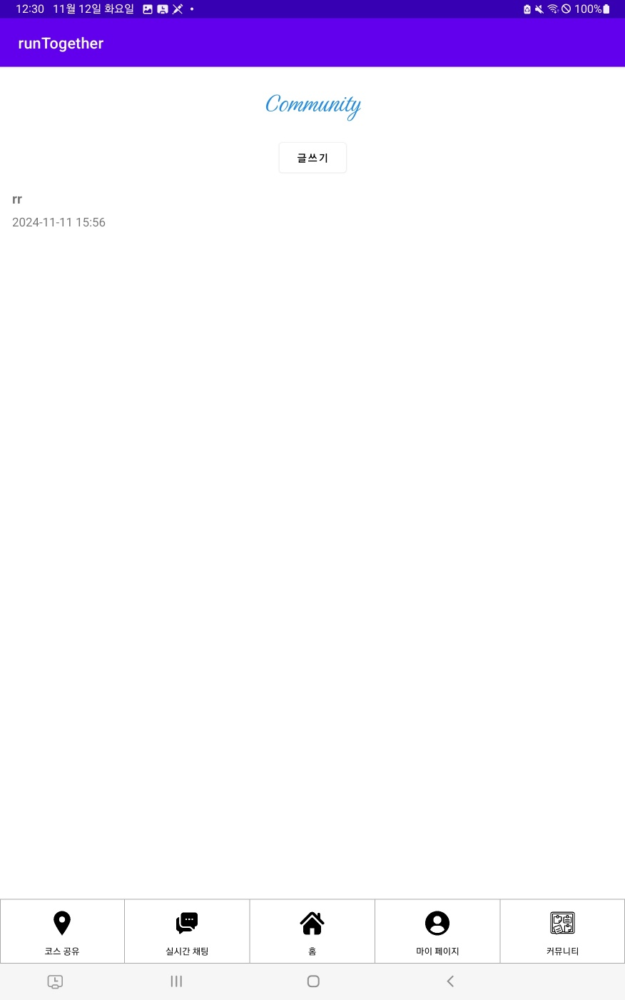 12:30 11월 12일 화요일 100%
runTogether
Community
글쓰기
rr
2024-11-11 15:56
코스 공유 실시간 채팅 홈 마이 페이지 커뮤니티